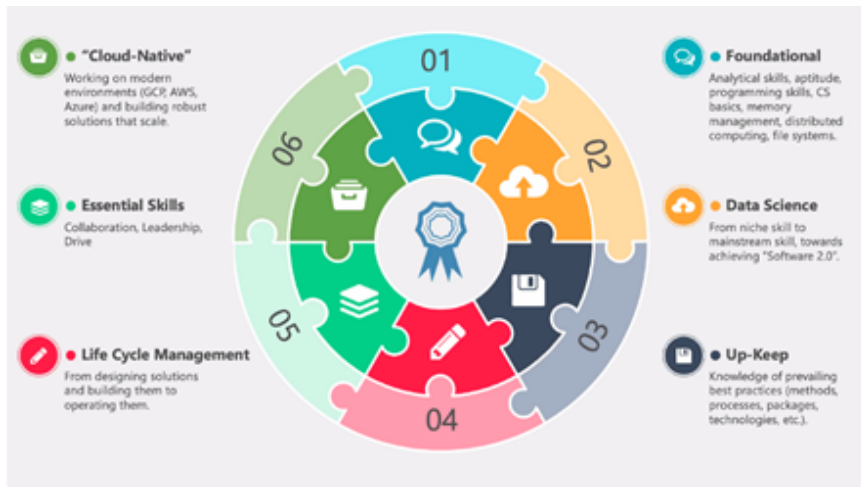 "Cloud-Native"
Working on modern
environments (GCP, AWS,
Azure) and building robust
solutions that scale.
Essential Skills
Collaboration, Leadership,
Drive
Life Cycle Management
From designing solutions
and building them to
operating them.
01
02
03
04
05
06
Foundational
Analytical skills, aptitude,
programming skills, CS
basics, memory
management, distributed
computing, file systems.
Data Science
From niche skill to
mainstream skill, towards
achieving "Software 2.0".
Up-Keep
Knowledge of prevailing
best practices (methods,
processes, packages,
technologies, etc.).